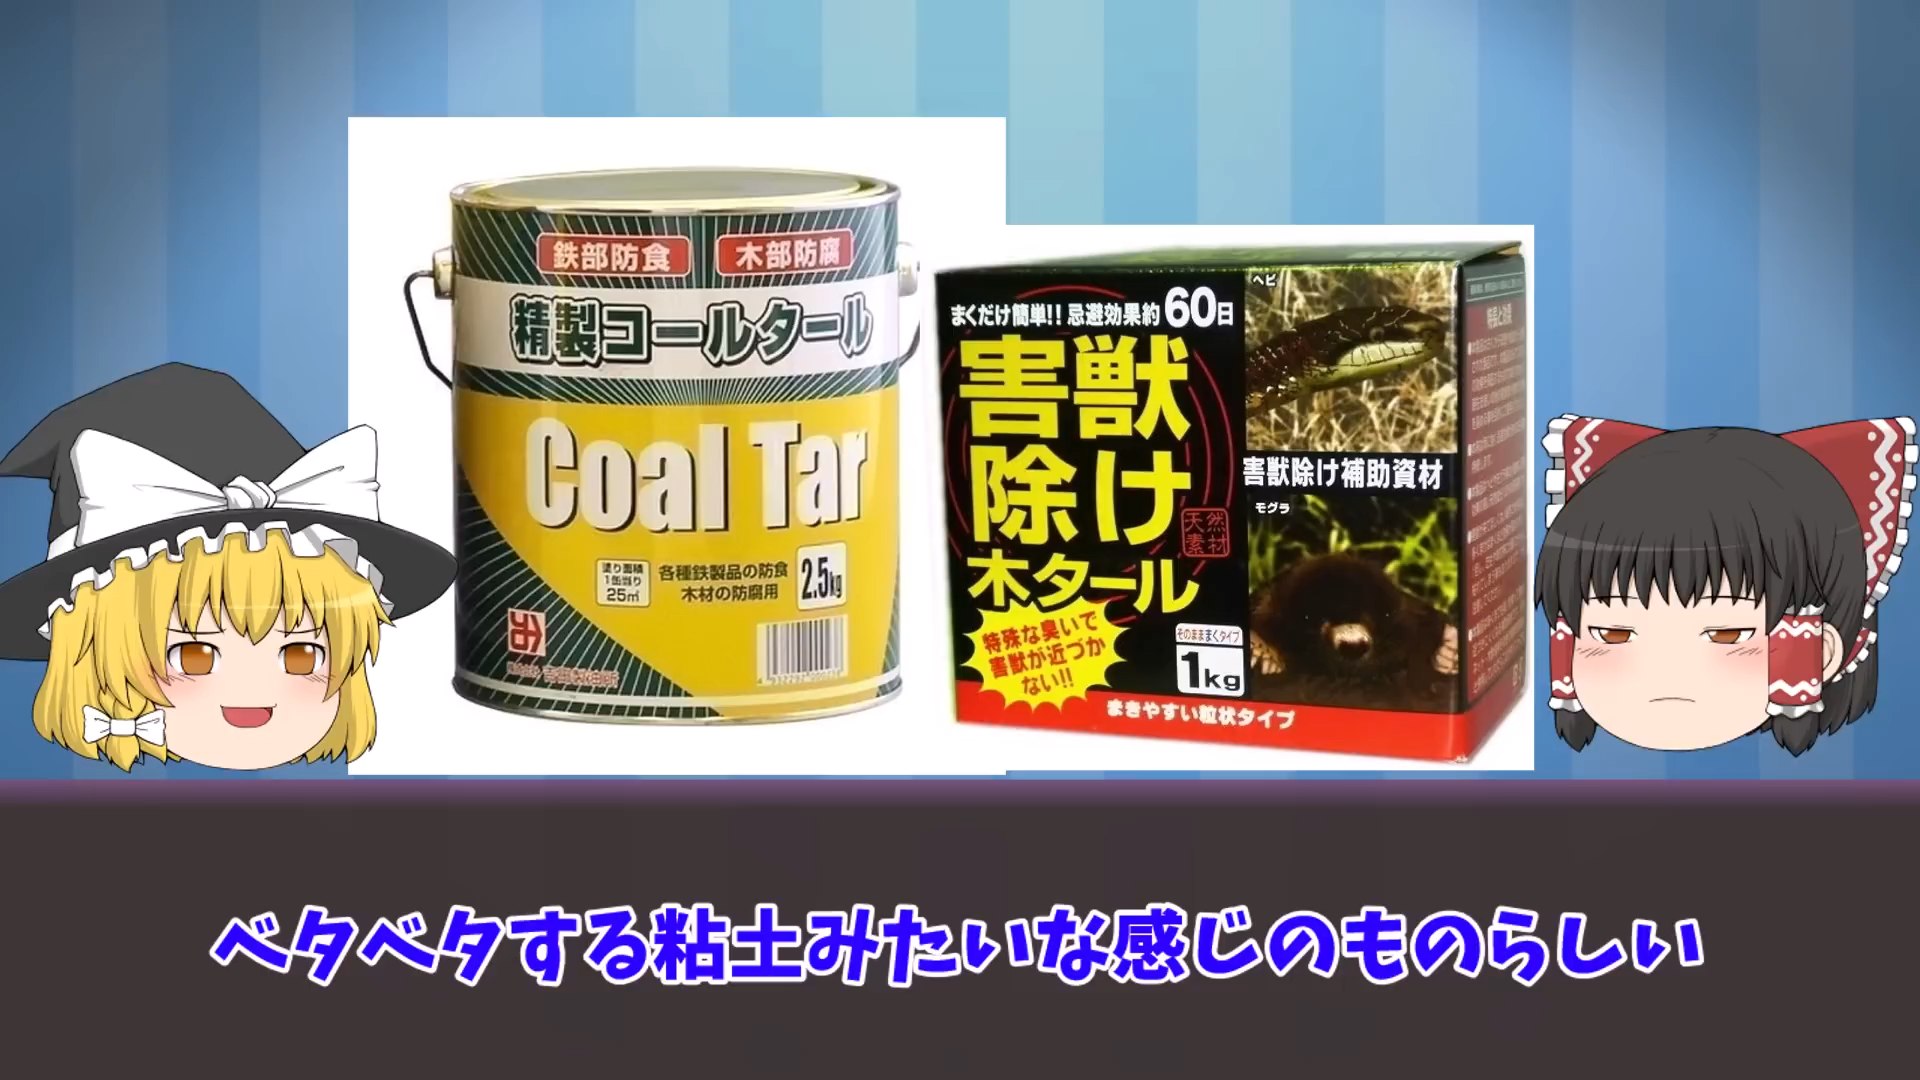 鉄部防食
木部防腐
精製コールタール
Coal Tar
塗り面積
1缶当り
25㎡
各種鉄製品の防食
木材の防腐用
2.5kg
まくだけ簡単!! 忌避効果約60日
害獣
除け
木タール
天然
素材
特殊な臭いで
害獣が近づか
ない!!
そのまままくタイプ
1kg
まきやすい粒状タイプ
ヘビ
害獣除け補助資材
モグラ
ベタベタする粘土みたいな感じのものらしい